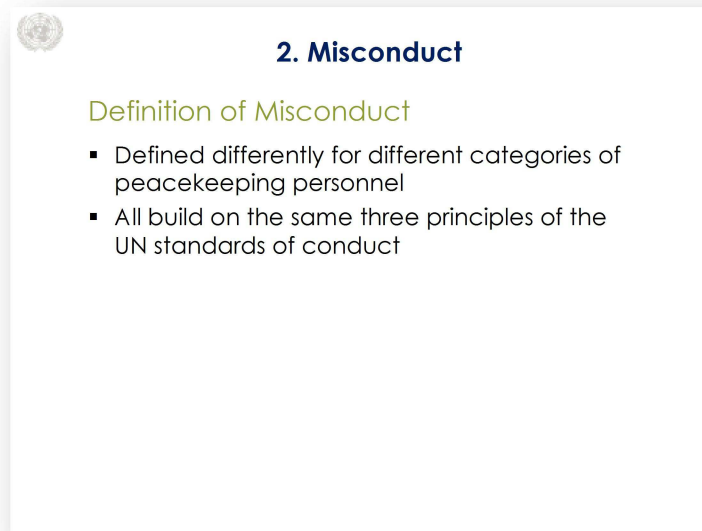 2. Misconduct
Definition of Misconduct
▪ Defined differently for different categories of
peacekeeping personnel
▪ All build on the same three principles of the
UN standards of conduct